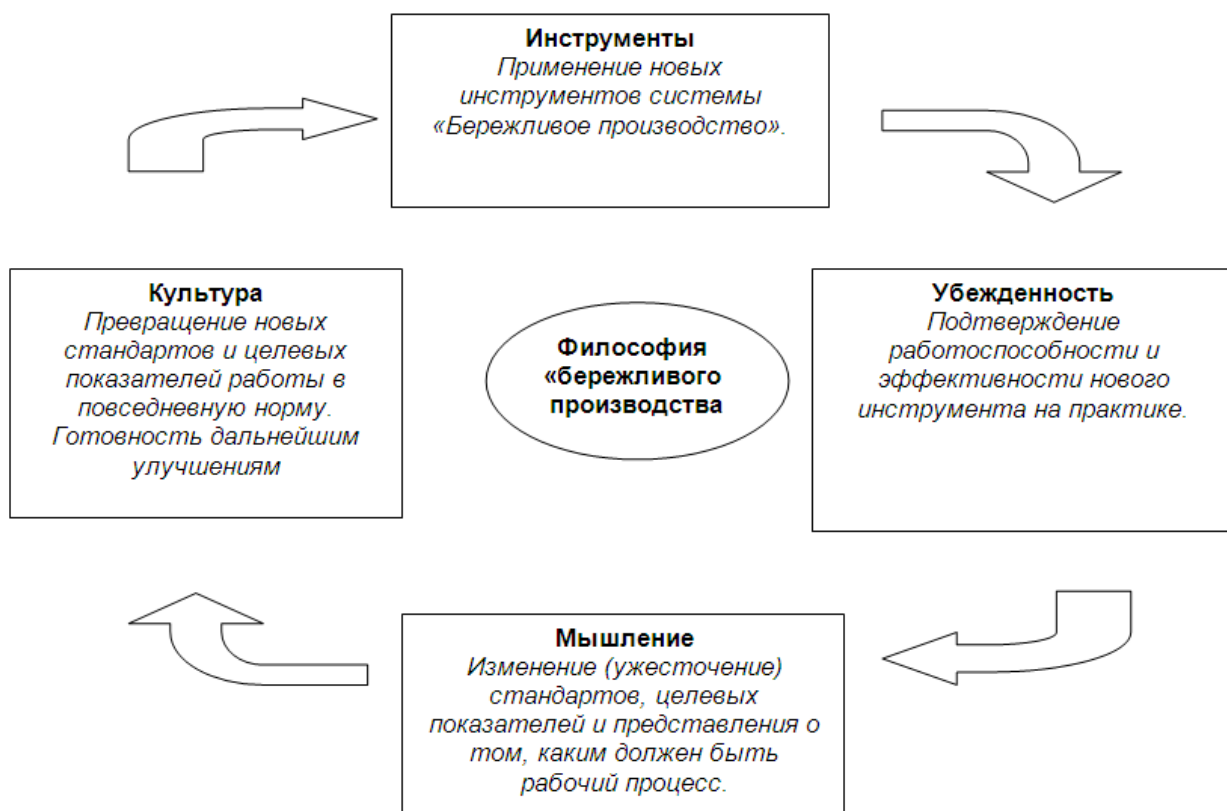 Инструменты
Применение новых
инструментов системы
«Бережливое производство».
Культура
Превращение новых
стандартов и целевых
показателей работы в
повседневную норму.
Готовность дальнейшим
улучшениям
Философия
«бережливого
производства
Убежденность
Подтверждение
работоспособности и
эффективности нового
инструмента на практике.
Мышление
Изменение (ужесточение)
стандартов, целевых
показателей и представления о
том, каким должен быть
рабочий процесс.